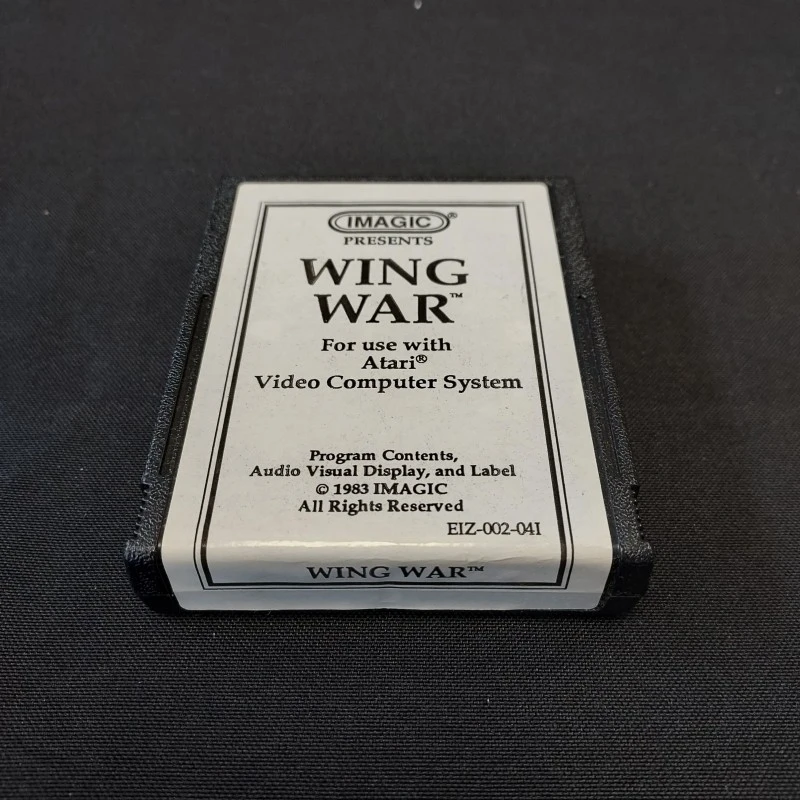 IMAGIC®
PRESENTS
WING
WAR™
For use with
Atari®
Video Computer System
Program Contents,
Audio Visual Display, and Label
© 1983 IMAGIC
All Rights Reserved
EIZ-002-04I
WING WAR™